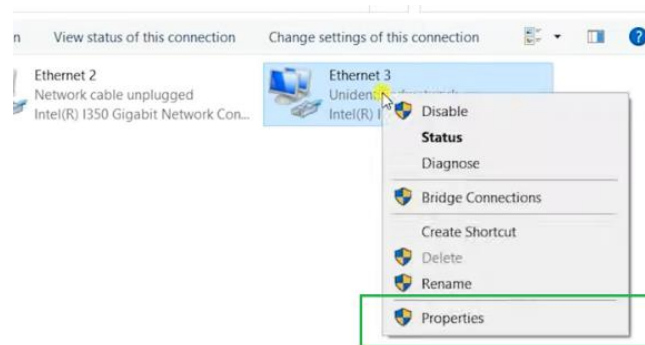 n View status of this connection Change settings of this connection
Ethernet 2
Network cable unplugged
Intel(R) I350 Gigabit Network Con...
Ethernet 3
Intel(R)
Disable
Status
Diagnose
Bridge Connections
Create Shortcut
Delete
Rename
Properties